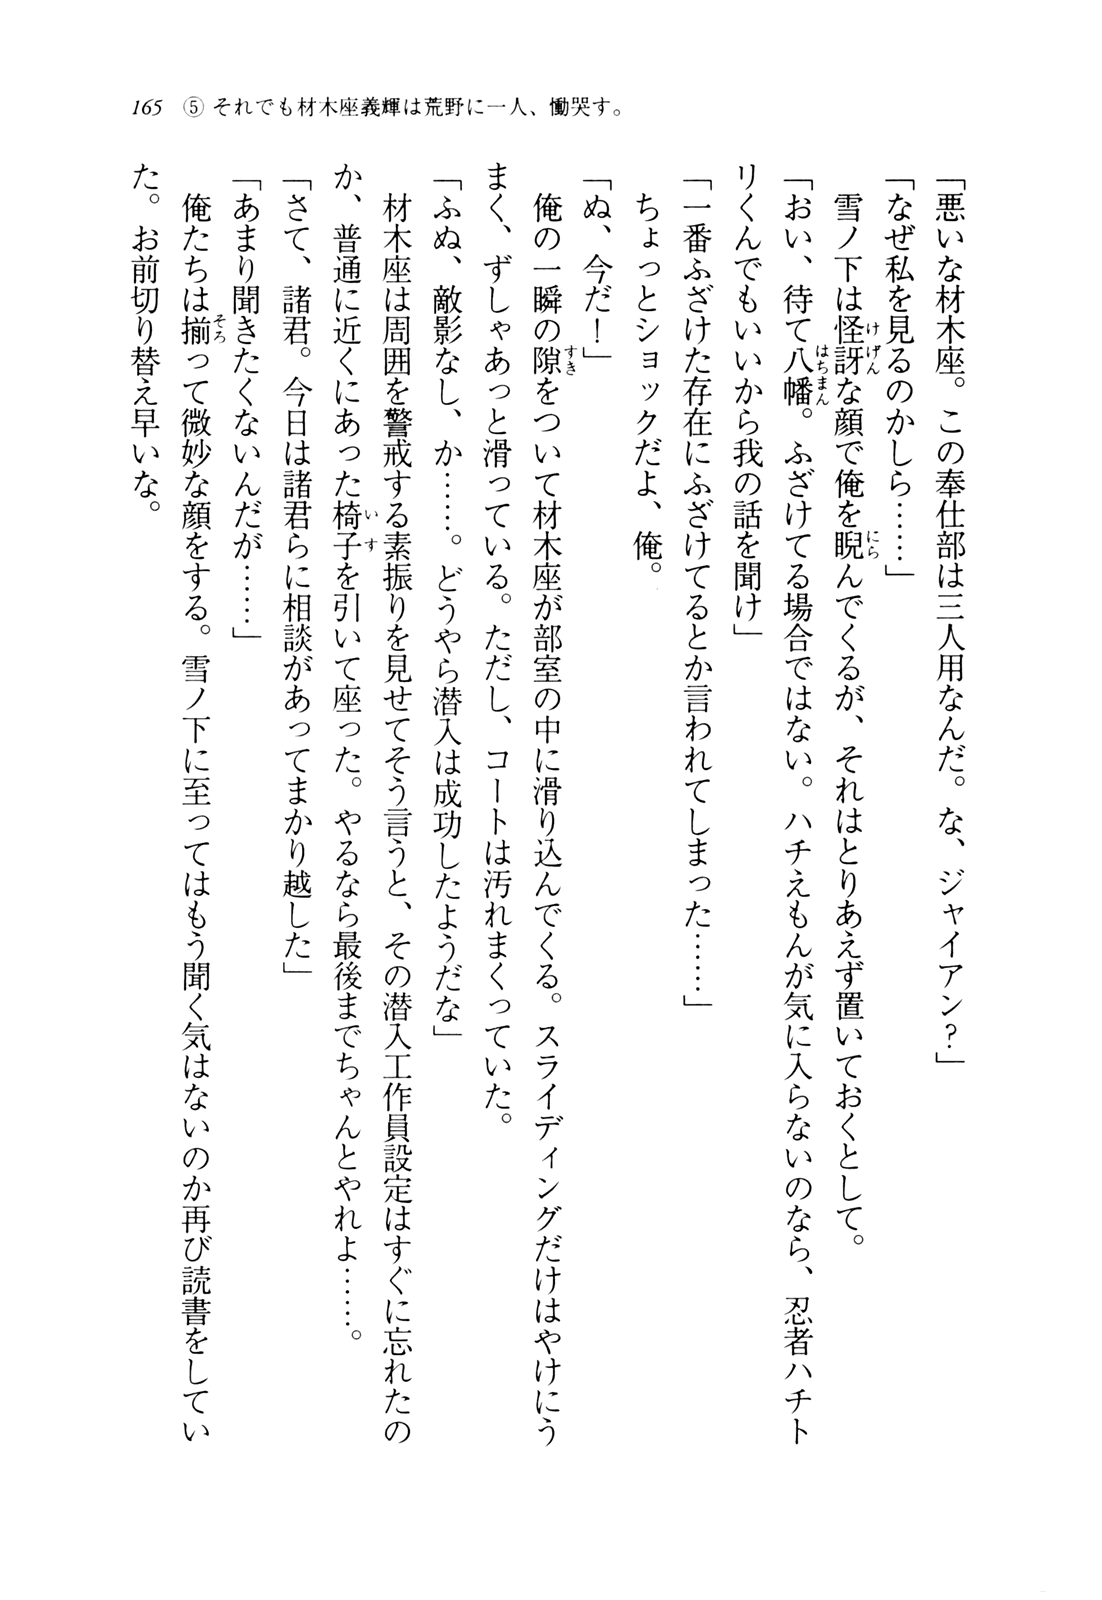 165 ⑤ それでも材木座義輝は荒野に一人、慟哭す。
「悪いな材木座。この奉仕部は三人用なんだ。な、ジャイアン？」
「なぜ私を見るのかしら……」
　雪ノ下は怪訝な顔で俺を睨んでくるが、それはとりあえず置いておくとして。
「おい、待て八幡。ふざけてる場合ではない。ハチえもんが気に入らないのなら、忍者ハチト
リくんでもいいから我の話を聞け」
「一番ふざけた存在にふざけてるとか言われてしまった……」
　ちょっとショックだよ、俺。
「ぬ、今だ！」
　俺の一瞬の隙をついて材木座が部室の中に滑り込んでくる。スライディングだけはやけにう
まく、ずしゃあっと滑っている。ただし、コートは汚れまくっていた。
「ふぬ、敵影なし、か……。どうやら潜入は成功したようだな」
　材木座は周囲を警戒する素振りを見せてそう言うと、その潜入工作員設定はすぐに忘れたの
か、普通に近くにあった椅子を引いて座った。やるなら最後までちゃんとやれよ……。
「さて、諸君。今日は諸君らに相談があってまかり越した」
「あまり聞きたくないんだが……」
　俺たちは揃って微妙な顔をする。雪ノ下に至ってはもう聞く気はないのか再び読書をしてい
た。お前切り替え早いな。